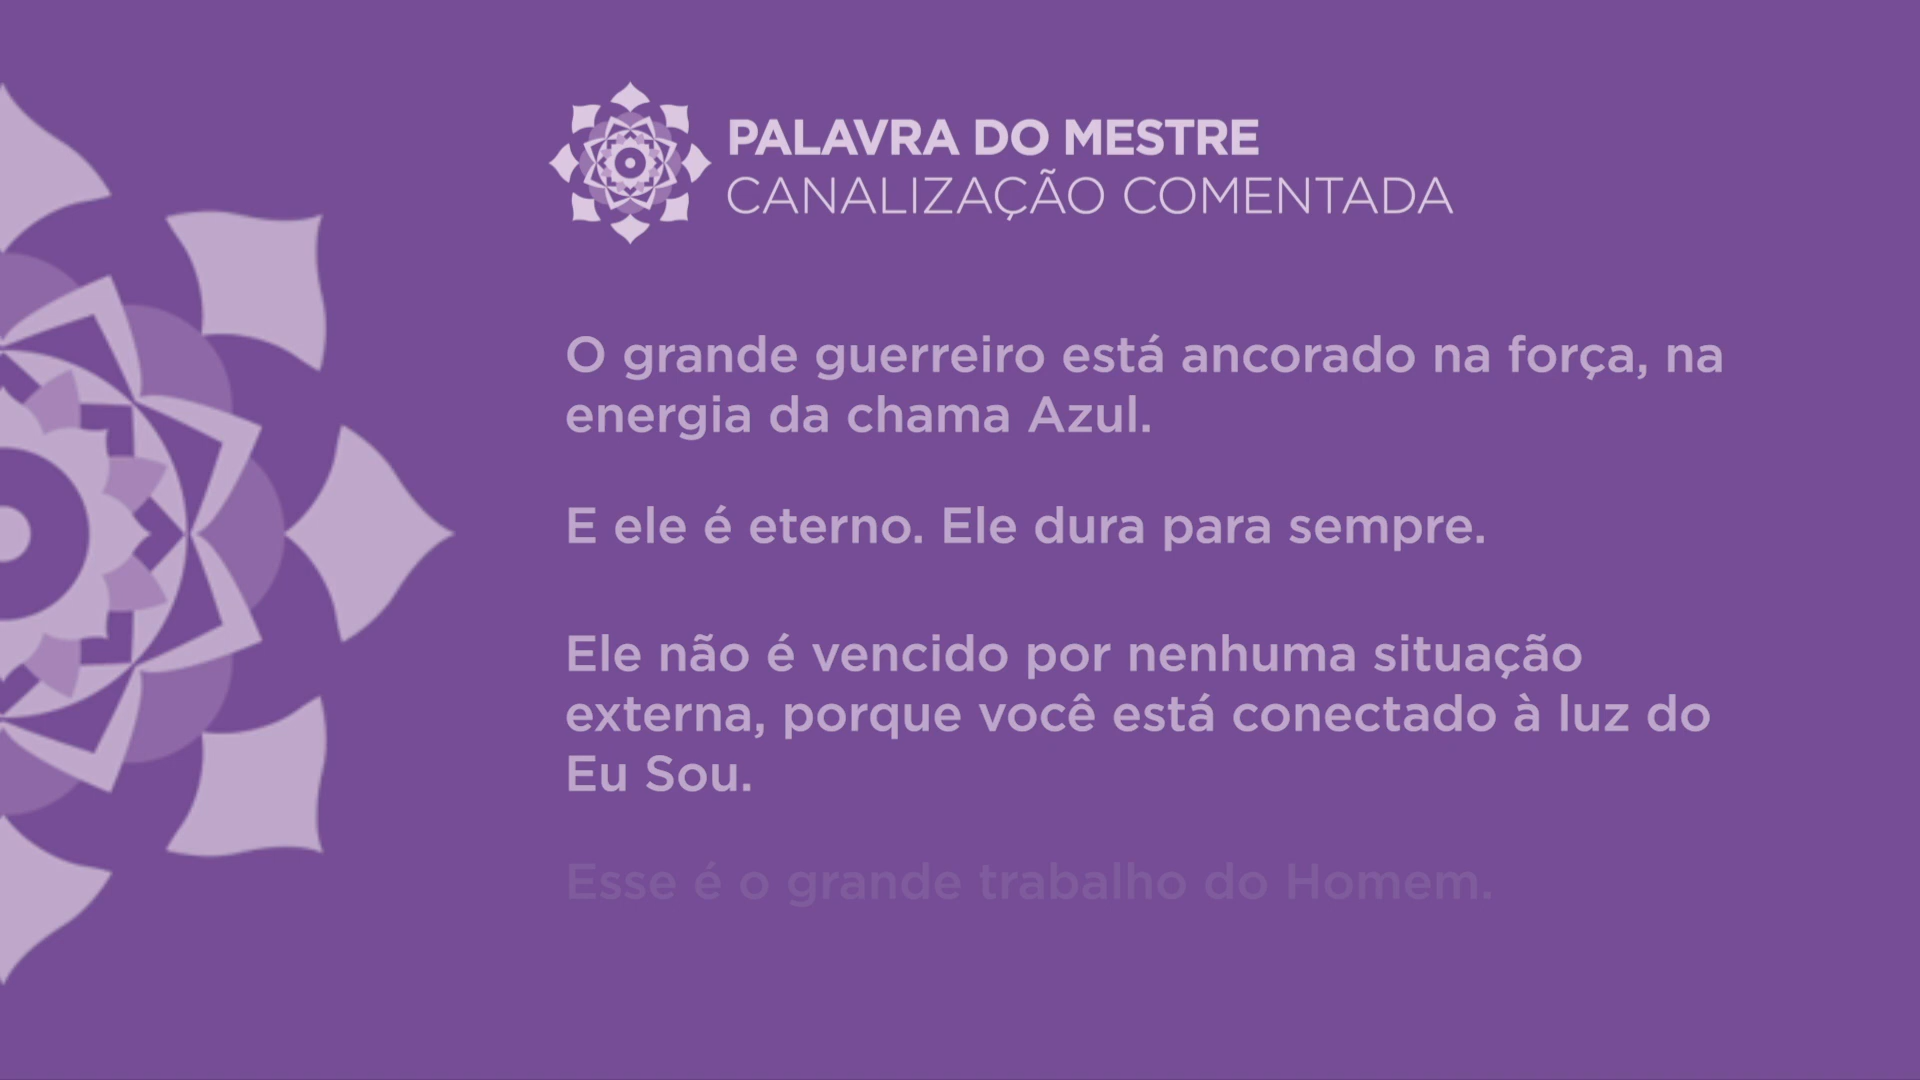 PALAVRA DO MESTRE
CANALIZAÇÃO COMENTADA
O grande guerreiro está ancorado na força, na
energia da chama Azul.
E ele é eterno. Ele dura para sempre.
Ele não é vencido por nenhuma situação
externa, porque você está conectado à luz do
Eu Sou.
Esse é o grande trabalho do Homem.